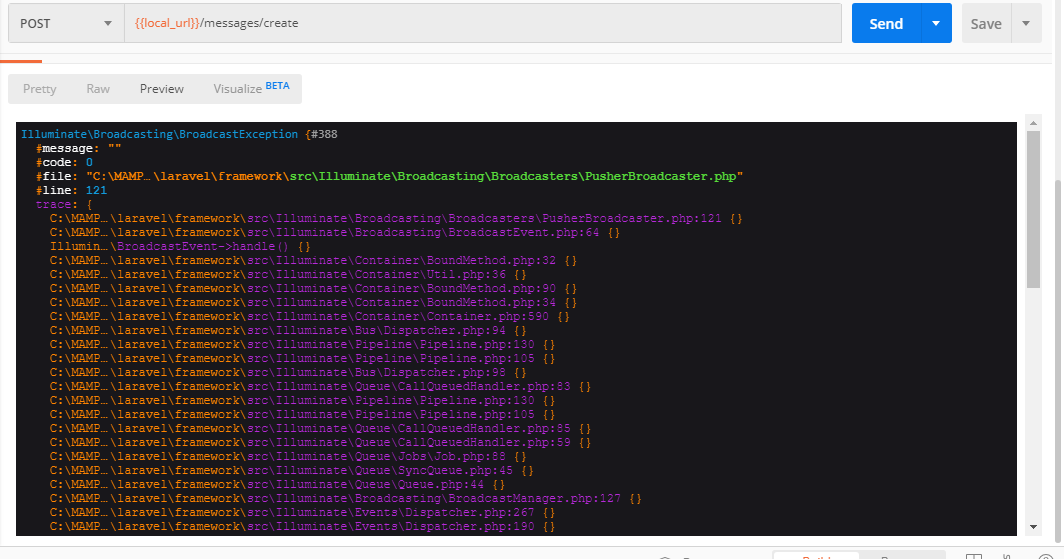 POST {{local_url}}/messages/create Send Save
Pretty Raw Preview Visualize BETA
Illuminate\Broadcasting\BroadcastException {#388
#message: ""
#code: 0
#file: "C:\MAMP…\laravel\framework\src\Illuminate\Broadcasting\Broadcasters\PusherBroadcaster.php"
#line: 121
trace: {
C:\MAMP…\laravel\framework\src\Illuminate\Broadcasting\Broadcasters\PusherBroadcaster.php:121 {}
C:\MAMP…\laravel\framework\src\Illuminate\Broadcasting\BroadcastEvent.php:64 {}
Illumin…\BroadcastEvent->handle() {}
C:\MAMP…\laravel\framework\src\Illuminate\Container\BoundMethod.php:32 {}
C:\MAMP…\laravel\framework\src\Illuminate\Container\Util.php:36 {}
C:\MAMP…\laravel\framework\src\Illuminate\Container\BoundMethod.php:90 {}
C:\MAMP…\laravel\framework\src\Illuminate\Container\BoundMethod.php:34 {}
C:\MAMP…\laravel\framework\src\Illuminate\Container\Container.php:590 {}
C:\MAMP…\laravel\framework\src\Illuminate\Bus\Dispatcher.php:94 {}
C:\MAMP…\laravel\framework\src\Illuminate\Pipeline\Pipeline.php:130 {}
C:\MAMP…\laravel\framework\src\Illuminate\Pipeline\Pipeline.php:105 {}
C:\MAMP…\laravel\framework\src\Illuminate\Bus\Dispatcher.php:98 {}
C:\MAMP…\laravel\framework\src\Illuminate\Queue\CallQueuedHandler.php:83 {}
C:\MAMP…\laravel\framework\src\Illuminate\Pipeline\Pipeline.php:130 {}
C:\MAMP…\laravel\framework\src\Illuminate\Pipeline\Pipeline.php:105 {}
C:\MAMP…\laravel\framework\src\Illuminate\Queue\CallQueuedHandler.php:85 {}
C:\MAMP…\laravel\framework\src\Illuminate\Queue\CallQueuedHandler.php:59 {}
C:\MAMP…\laravel\framework\src\Illuminate\Queue\Jobs\Job.php:88 {}
C:\MAMP…\laravel\framework\src\Illuminate\Queue\SyncQueue.php:45 {}
C:\MAMP…\laravel\framework\src\Illuminate\Queue\Queue.php:44 {}
C:\MAMP…\laravel\framework\src\Illuminate\Broadcasting\BroadcastManager.php:127 {}
C:\MAMP…\laravel\framework\src\Illuminate\Events\Dispatcher.php:267 {}
C:\MAMP…\laravel\framework\src\Illuminate\Events\Dispatcher.php:190 {}